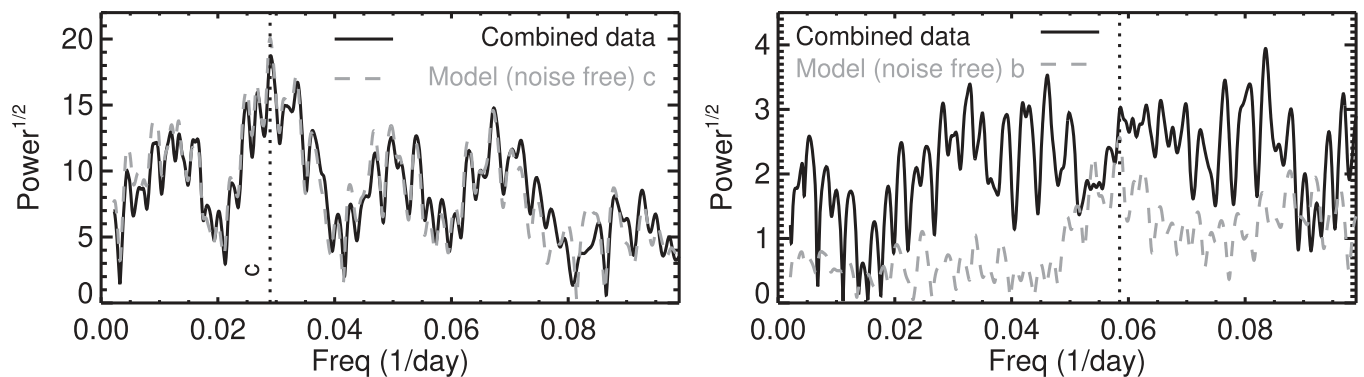 20
15
10
5
0
Power1/2
Combined data
Model (noise free) c
c
0.00 0.02 0.04 0.06 0.08
Freq (1/day)
4
3
2
1
0
Power1/2
Combined data
Model (noise free) b
0.00 0.02 0.04 0.06 0.08
Freq (1/day)